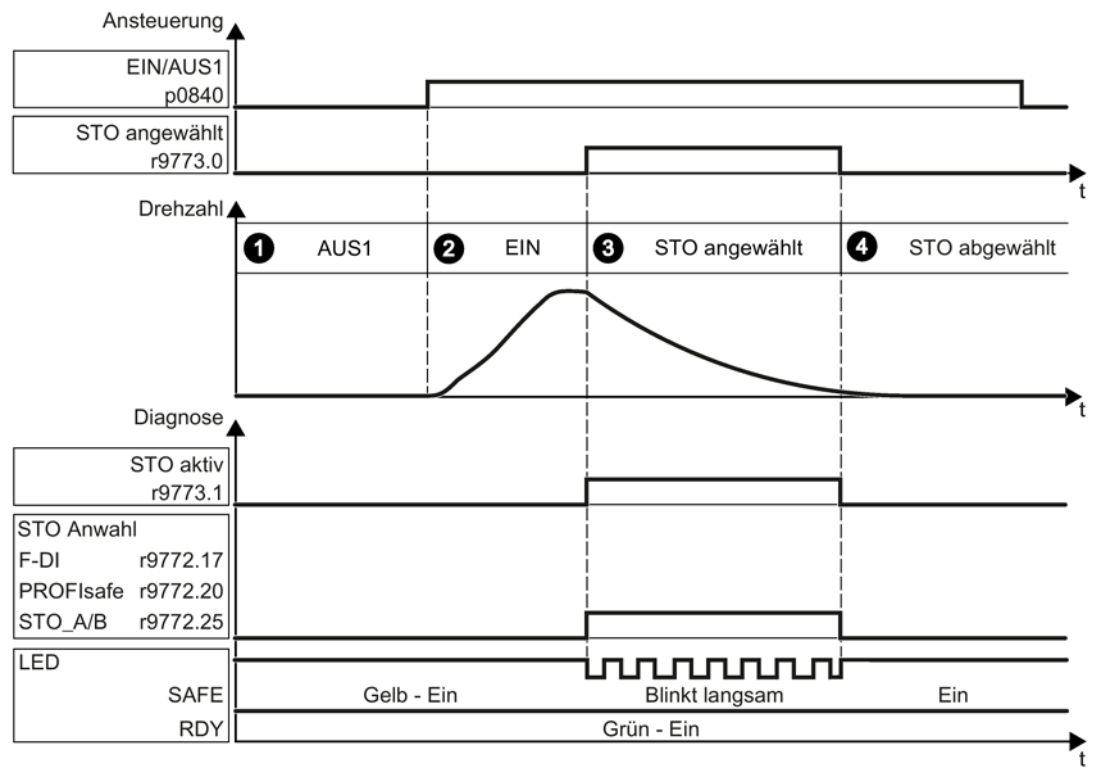 Ansteuerung
EIN/AUS1
p0840
STO angewählt
r9773.0
t
Drehzahl
1 AUS1 2 EIN 3 STO angewählt 4 STO abgewählt
t
Diagnose
STO aktiv
r9773.1
STO Anwahl
F-DI r9772.17
PROFIsafe r9772.20
STO_A/B r9772.25
LED
SAFE Gelb - Ein Blinkt langsam Ein
RDY Grün - Ein
t